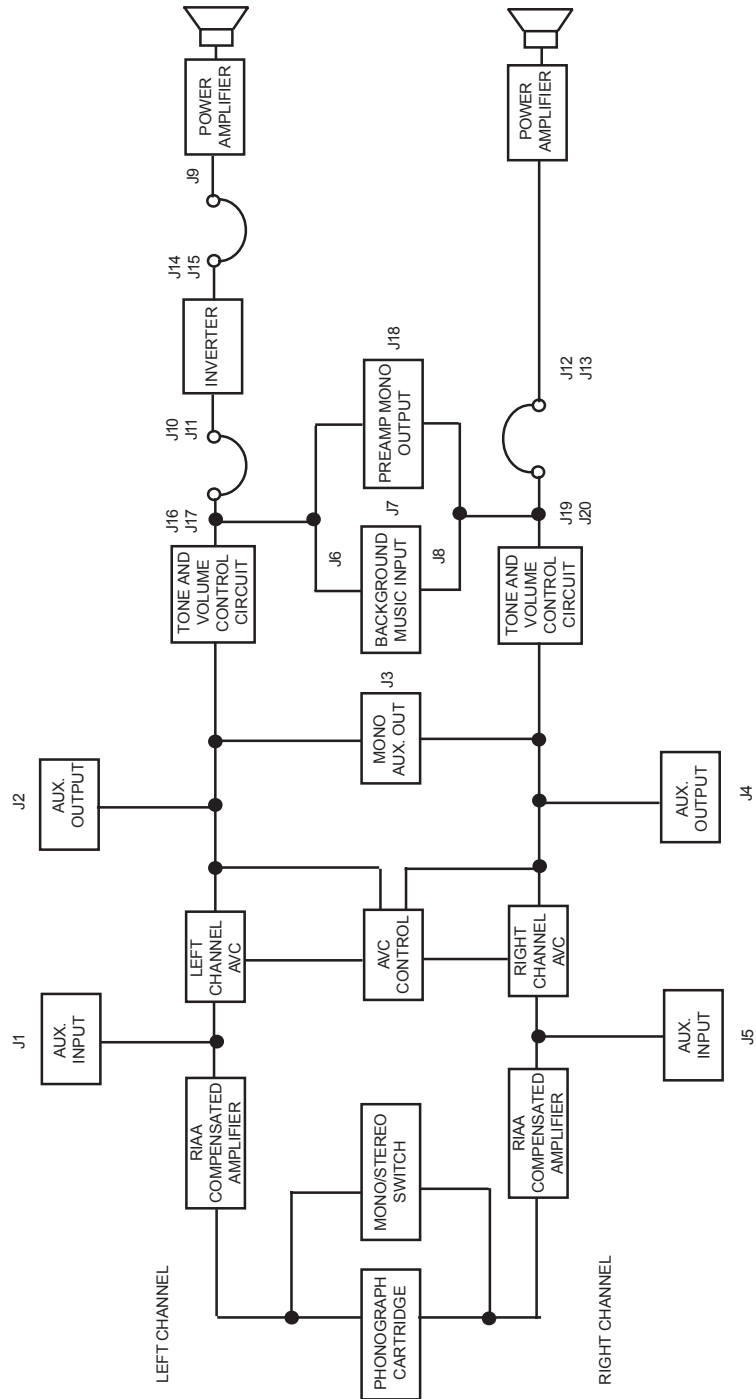 LEFT CHANNEL
RIGHT CHANNEL
PHONOGRAPH
CARTRIDGE
MONO/STEREO
SWITCH
RIAA
COMPENSATED
AMPLIFIER
RIAA
COMPENSATED
AMPLIFIER
J1
AUX.
INPUT
AUX.
INPUT
J5
LEFT
CHANNEL
AVC
AVC
CONTROL
RIGHT
CHANNEL
AVC
J2
AUX.
OUTPUT
AUX.
OUTPUT
J4
MONO
AUX. OUT
J3
TONE AND
VOLUME
CONTROL
CIRCUIT
TONE AND
VOLUME
CONTROL
CIRCUIT
J6
BACKGROUND
MUSIC INPUT
J7
J8
PREAMP MONO
OUTPUT
J18
J16
J17
J10
J11
INVERTER
J14
J15
J9
POWER
AMPLIFIER
J19
J20
J12
J13
POWER
AMPLIFIER